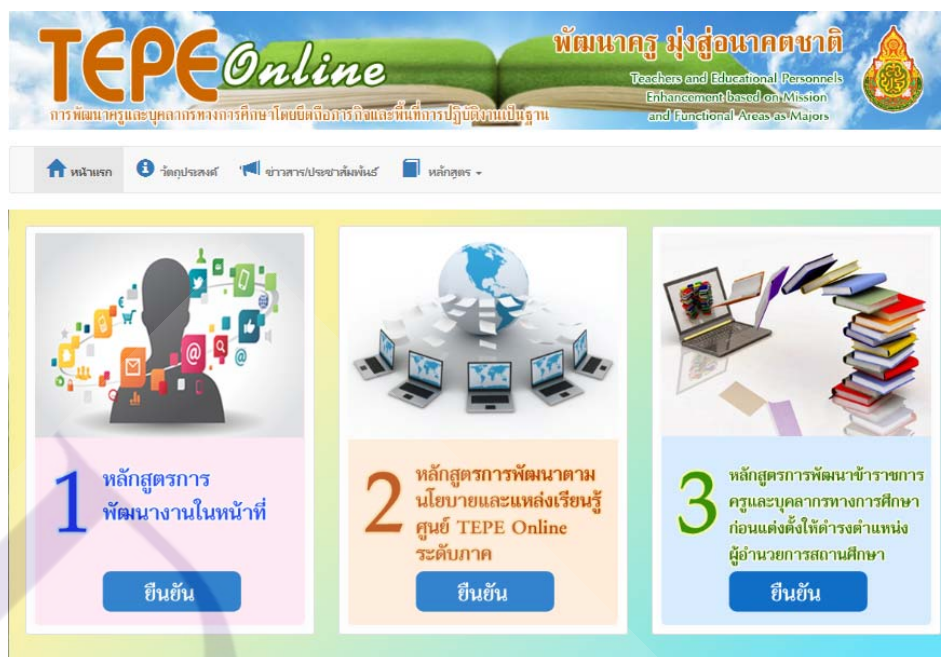 TEPE Online
การพัฒนาครูและบุคลากรทางการศึกษาโดยยึดถือภารกิจและพื้นที่การปฏิบัติงานเป็นฐาน
พัฒนาครู มุ่งสู่อนาคตชาติ
Teachers and Educational Personnels
Enhancement based on Mission
and Functional Areas as Majors
หน้าแรก
วัตถุประสงค์
ข่าวสาร/ประชาสัมพันธ์
หลักสูตร
1
หลักสูตรการ
พัฒนางานในหน้าที่
ยืนยัน
2
หลักสูตรการพัฒนาตาม
นโยบายและแหล่งเรียนรู้
ศูนย์ TEPE Online
ระดับภาค
ยืนยัน
3
หลักสูตรการพัฒนาข้าราชการ
ครูและบุคลากรทางการศึกษา
ก่อนแต่งตั้งให้ดำรงตำแหน่ง
ผู้อำนวยการสถานศึกษา
ยืนยัน